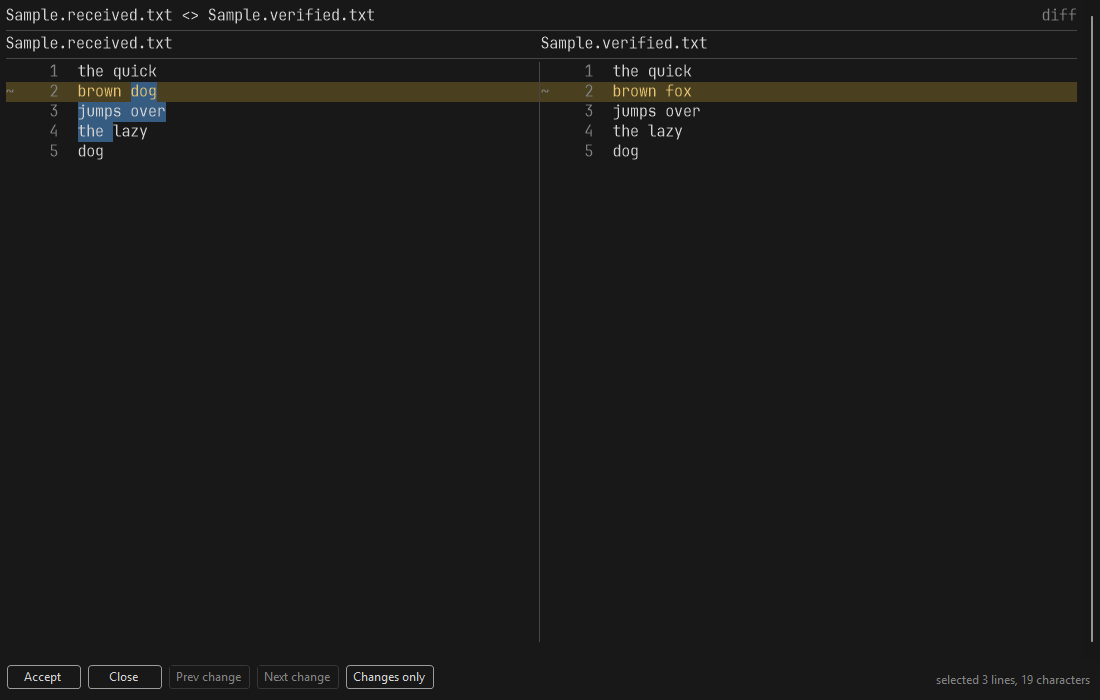 Sample.received.txt <> Sample.verified.txt diff
Sample.received.txt Sample.verified.txt
1 the quick 1 the quick
~ 2 brown dog ~ 2 brown fox
3 jumps over 3 jumps over
4 the lazy 4 the lazy
5 dog 5 dog
Accept Close Prev change Next change Changes only selected 3 lines, 19 characters